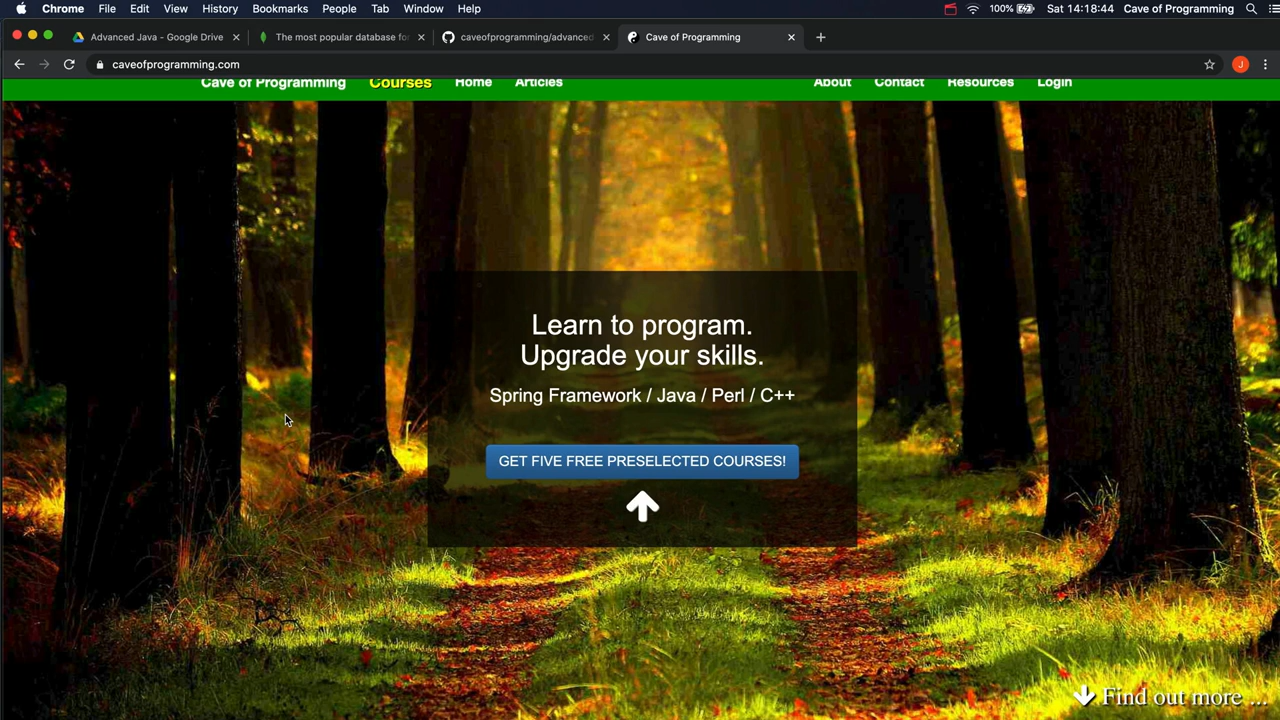 Chrome File Edit View History Bookmarks People Tab Window Help 100% Sat 14:18:44 Cave of Programming
Advanced Java - Google Drive The most popular database fo caveofprogramming/advanced Cave of Programming
caveofprogramming.com J
Cave of Programming Courses Home Articles About Contact Resources Login
Learn to program.
Upgrade your skills.
Spring Framework / Java / Perl / C++
GET FIVE FREE PRESELECTED COURSES!
Find out more ...